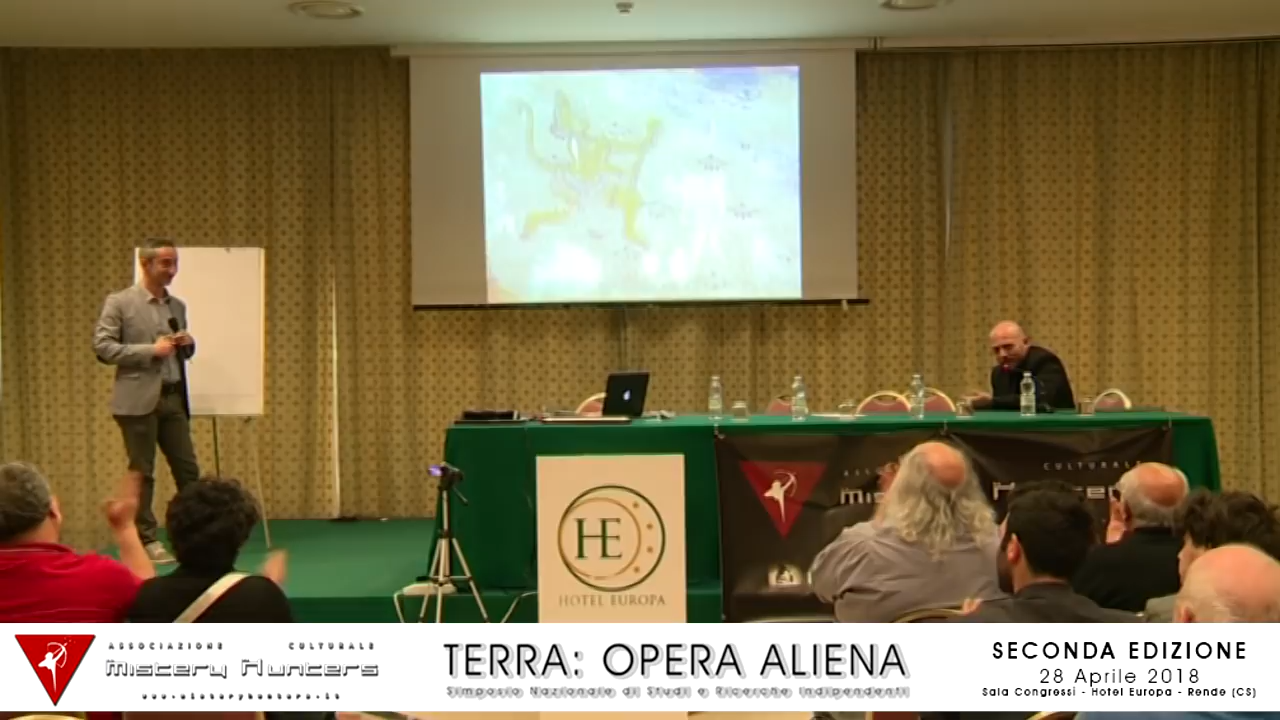 HE
HOTEL EUROPA
CULTURALE
ASSOCIAZIONE CULTURALE
Mistery Hunters
www.misteryhunters.it
TERRA: OPERA ALIENA
Simposio Nazionale di Studi e Ricerche Indipendenti
SECONDA EDIZIONE
28 Aprile 2018
Sala Congressi - Hotel Europa - Rende (CS)